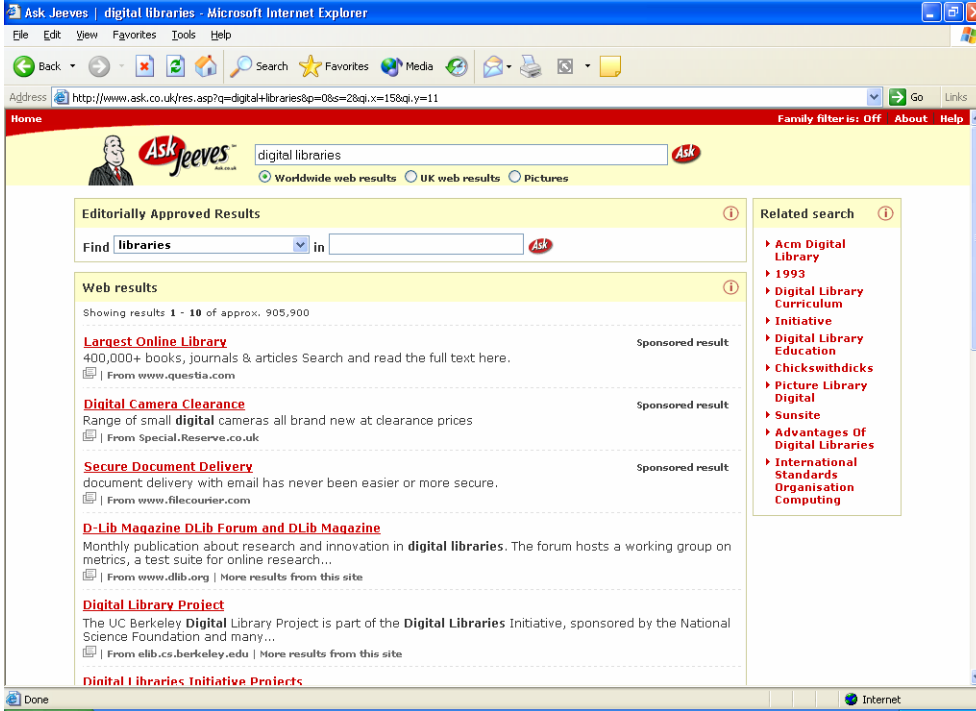 Ask Jeeves | digital libraries - Microsoft Internet Explorer
File Edit View Favorites Tools Help
Back Search Favorites Media
Address http://www.ask.co.uk/res.asp?q=digital+libraries&p=0&s=2&qi.x=15&qi.y=11 Go Links
Home Family filter is: Off About Help
Ask Jeeves Ask.co.uk digital libraries Ask
Worldwide web results UK web results Pictures
Editorially Approved Results
Find libraries in Ask
Web results
Showing results 1 - 10 of approx. 905,900
Largest Online Library Sponsored result
400,000+ books, journals & articles Search and read the full text here.
| From www.questia.com
Digital Camera Clearance Sponsored result
Range of small digital cameras all brand new at clearance prices
| From Special.Reserve.co.uk
Secure Document Delivery Sponsored result
document delivery with email has never been easier or more secure.
| From www.filecourier.com
D-Lib Magazine DLib Forum and DLib Magazine
Monthly publication about research and innovation in digital libraries. The forum hosts a working group on
metrics, a test suite for online research...
| From www.dlib.org | More results from this site
Digital Library Project
The UC Berkeley Digital Library Project is part of the Digital Libraries Initiative, sponsored by the National
Science Foundation and many...
| From elib.cs.berkeley.edu | More results from this site
Digital Libraries Initiative Projects
Related search
Acm Digital
Library
1993
Digital Library
Curriculum
Initiative
Digital Library
Education
Chickswithdicks
Picture Library
Digital
Sunsite
Advantages Of
Digital Libraries
International
Standards
Organisation
Computing
Done Internet